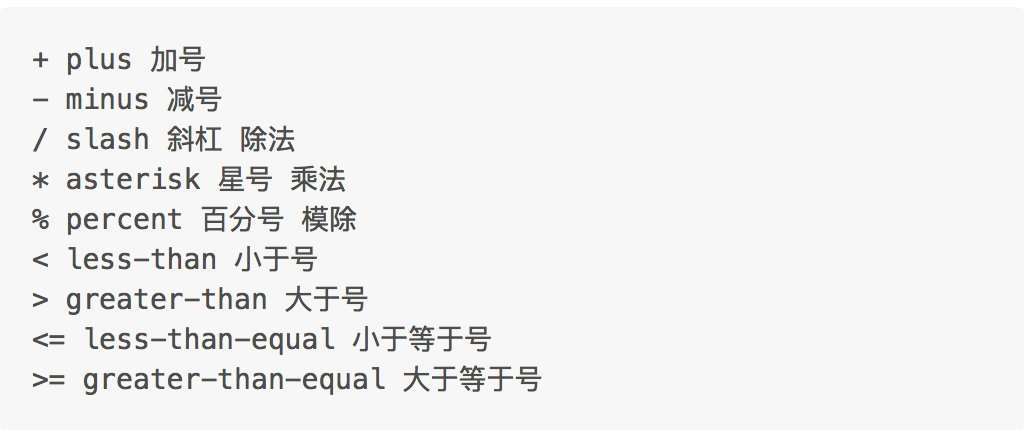 + plus 加号
- minus 减号
/ slash 斜杠 除法
* asterisk 星号 乘法
% percent 百分号 模除
< less-than 小于号
> greater-than 大于号
<= less-than-equal 小于等于号
>= greater-than-equal 大于等于号